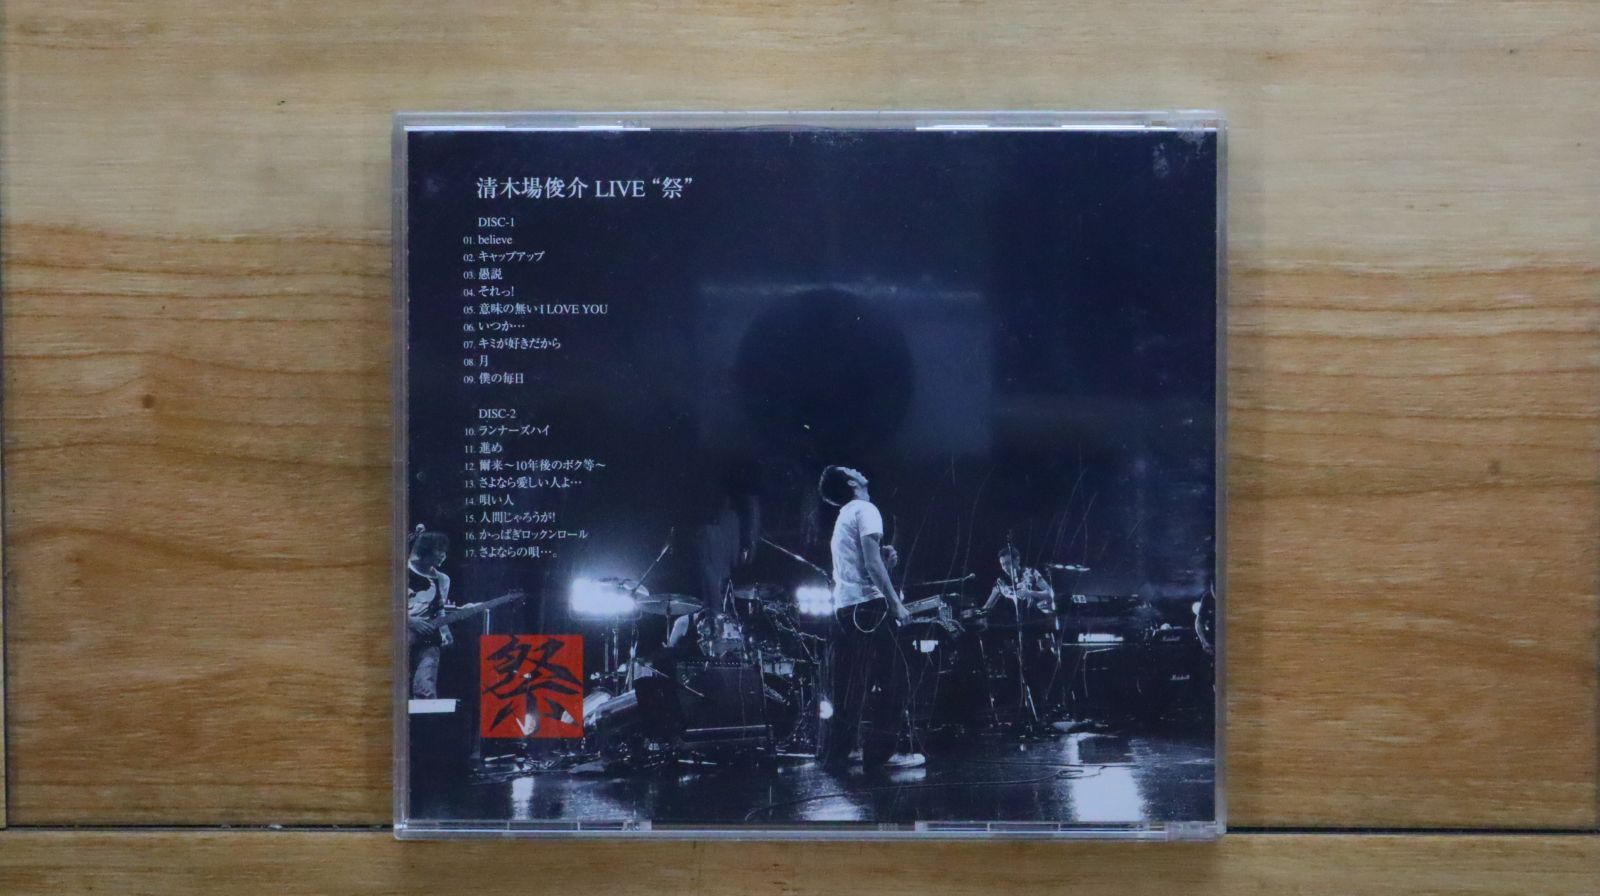 清木場俊介 LIVE “祭”
DISC-1
01. believe
02. キャップアップ
03. 愚説
04. それっ!
05. 意味の無い I LOVE YOU
06. いつか…
07. キミが好きだから
08. 月
09. 僕の毎日
DISC-2
10. ランナーズハイ
11. 進め
12. 爾来～10年後のボク等～
13. さよなら愛しい人よ…
14. 唄い人
15. 人間じゃろうが!
16. かっぱぎロックンロール
17. さよならの唄…。
祭
Marshall
Marshall